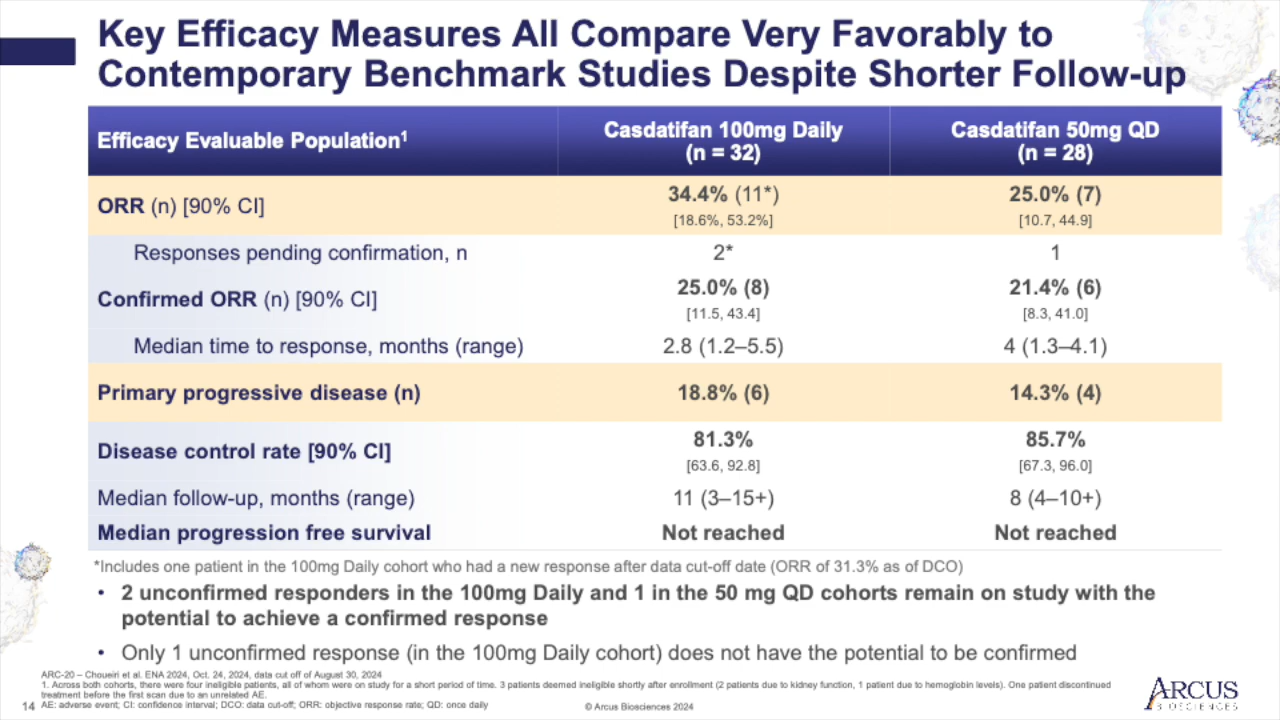 Key Efficacy Measures All Compare Very Favorably to
Contemporary Benchmark Studies Despite Shorter Follow-up
Efficacy Evaluable Population¹
Casdatifan 100mg Daily
(n = 32)
Casdatifan 50mg QD
(n = 28)
ORR (n) [90% CI]
34.4% (11*)
[18.6%, 53.2%]
25.0% (7)
[10.7, 44.9]
Responses pending confirmation, n
2*
1
Confirmed ORR (n) [90% CI]
25.0% (8)
[11.5, 43.4]
21.4% (6)
[8.3, 41.0]
Median time to response, months (range)
2.8 (1.2–5.5)
4 (1.3–4.1)
Primary progressive disease (n)
18.8% (6)
14.3% (4)
Disease control rate [90% CI]
81.3%
[63.6, 92.8]
85.7%
[67.3, 96.0]
Median follow-up, months (range)
11 (3–15+)
8 (4–10+)
Median progression free survival
Not reached
Not reached
*Includes one patient in the 100mg Daily cohort who had a new response after data cut-off date (ORR of 31.3% as of DCO)
• 2 unconfirmed responders in the 100mg Daily and 1 in the 50 mg QD cohorts remain on study with the
potential to achieve a confirmed response
• Only 1 unconfirmed response (in the 100mg Daily cohort) does not have the potential to be confirmed
ARC-20 – Choueiri et al. ENA 2024, Oct. 24, 2024, data cut off of August 30, 2024
1. Across both cohorts, there were four ineligible patients, all of whom were on study for a short period of time. 3 patients deemed ineligible shortly after enrollment (2 patients due to kidney function, 1 patient due to hemoglobin levels). One patient discontinued
treatment before the first scan due to an unrelated AE.
14 AE: adverse event; CI: confidence interval; DCO: data cut-off; ORR: objective response rate; QD: once daily
© Arcus Biosciences 2024
ARCUS
BIOSCIENCES